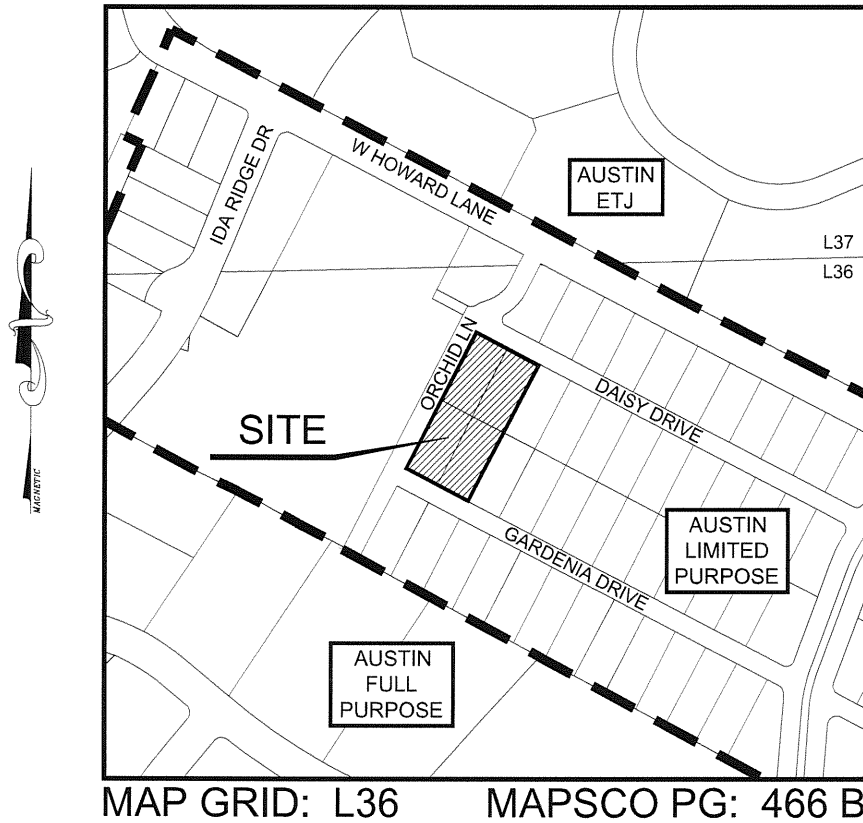 W HOWARD LANE
AUSTIN
ETJ
IDA RIDGE DR
L37
L36
ORCHID LN
DAISY DRIVE
SITE
MAGNETIC
GARDENIA DRIVE
AUSTIN
LIMITED
PURPOSE
AUSTIN
FULL
PURPOSE
MAP GRID: L36 MAPSCO PG: 466 B